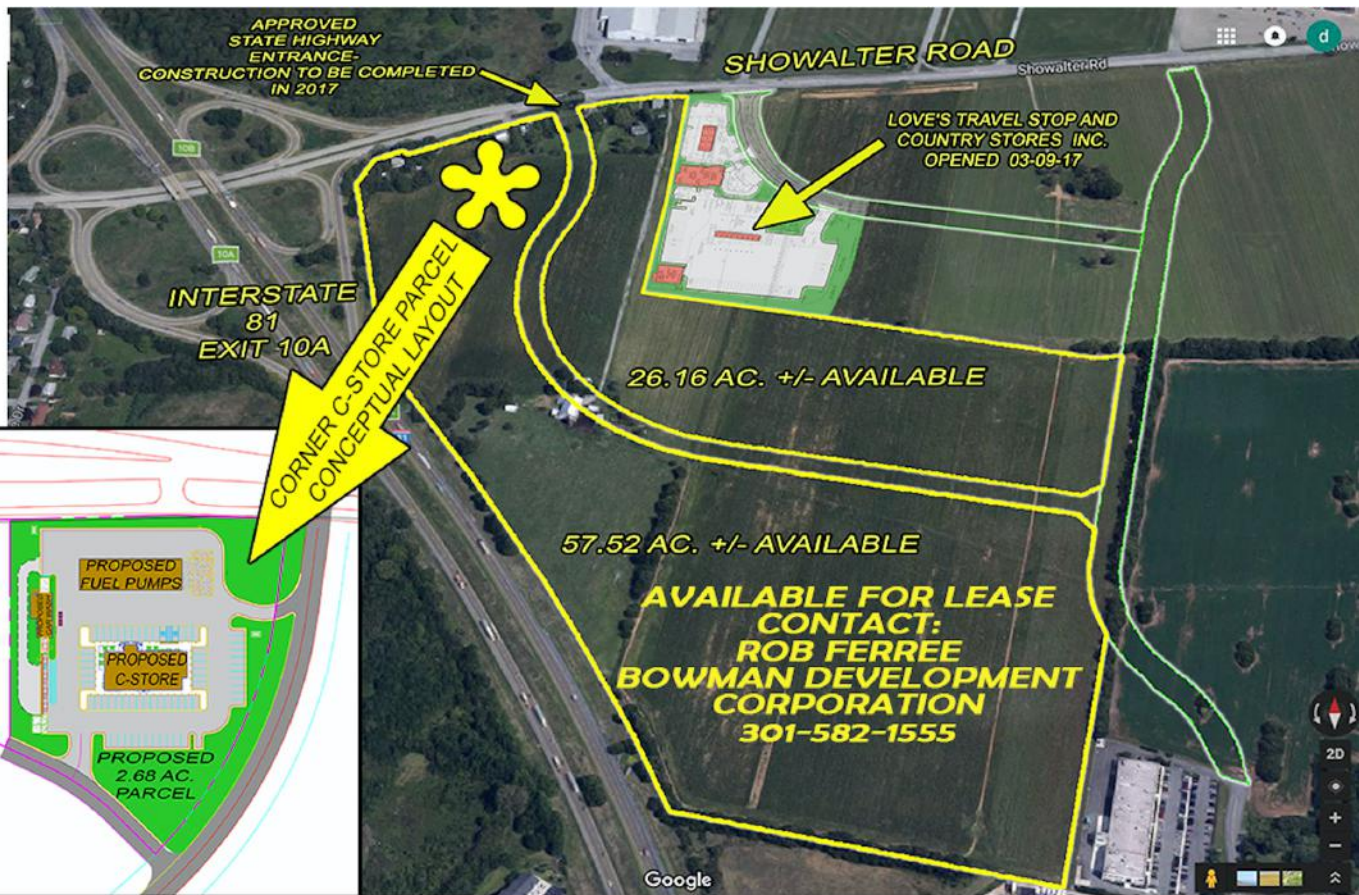 APPROVED
STATE HIGHWAY
ENTRANCE-
CONSTRUCTION TO BE COMPLETED
IN 2017
SHOWALTER ROAD
Showalter Rd
d
LOVE'S TRAVEL STOP AND
COUNTRY STORES INC.
OPENED 03-09-17
10B
10A
INTERSTATE
81
EXIT 10A
CORNER C-STORE PARCEL
CONCEPTUAL LAYOUT
26.16 AC. +/- AVAILABLE
57.52 AC. +/- AVAILABLE
AVAILABLE FOR LEASE
CONTACT:
ROB FERREE
BOWMAN DEVELOPMENT
CORPORATION
301-582-1555
PROPOSED
FUEL PUMPS
PROPOSED
C-STORE
PROPOSED
2.68 AC.
PARCEL
2D
Google